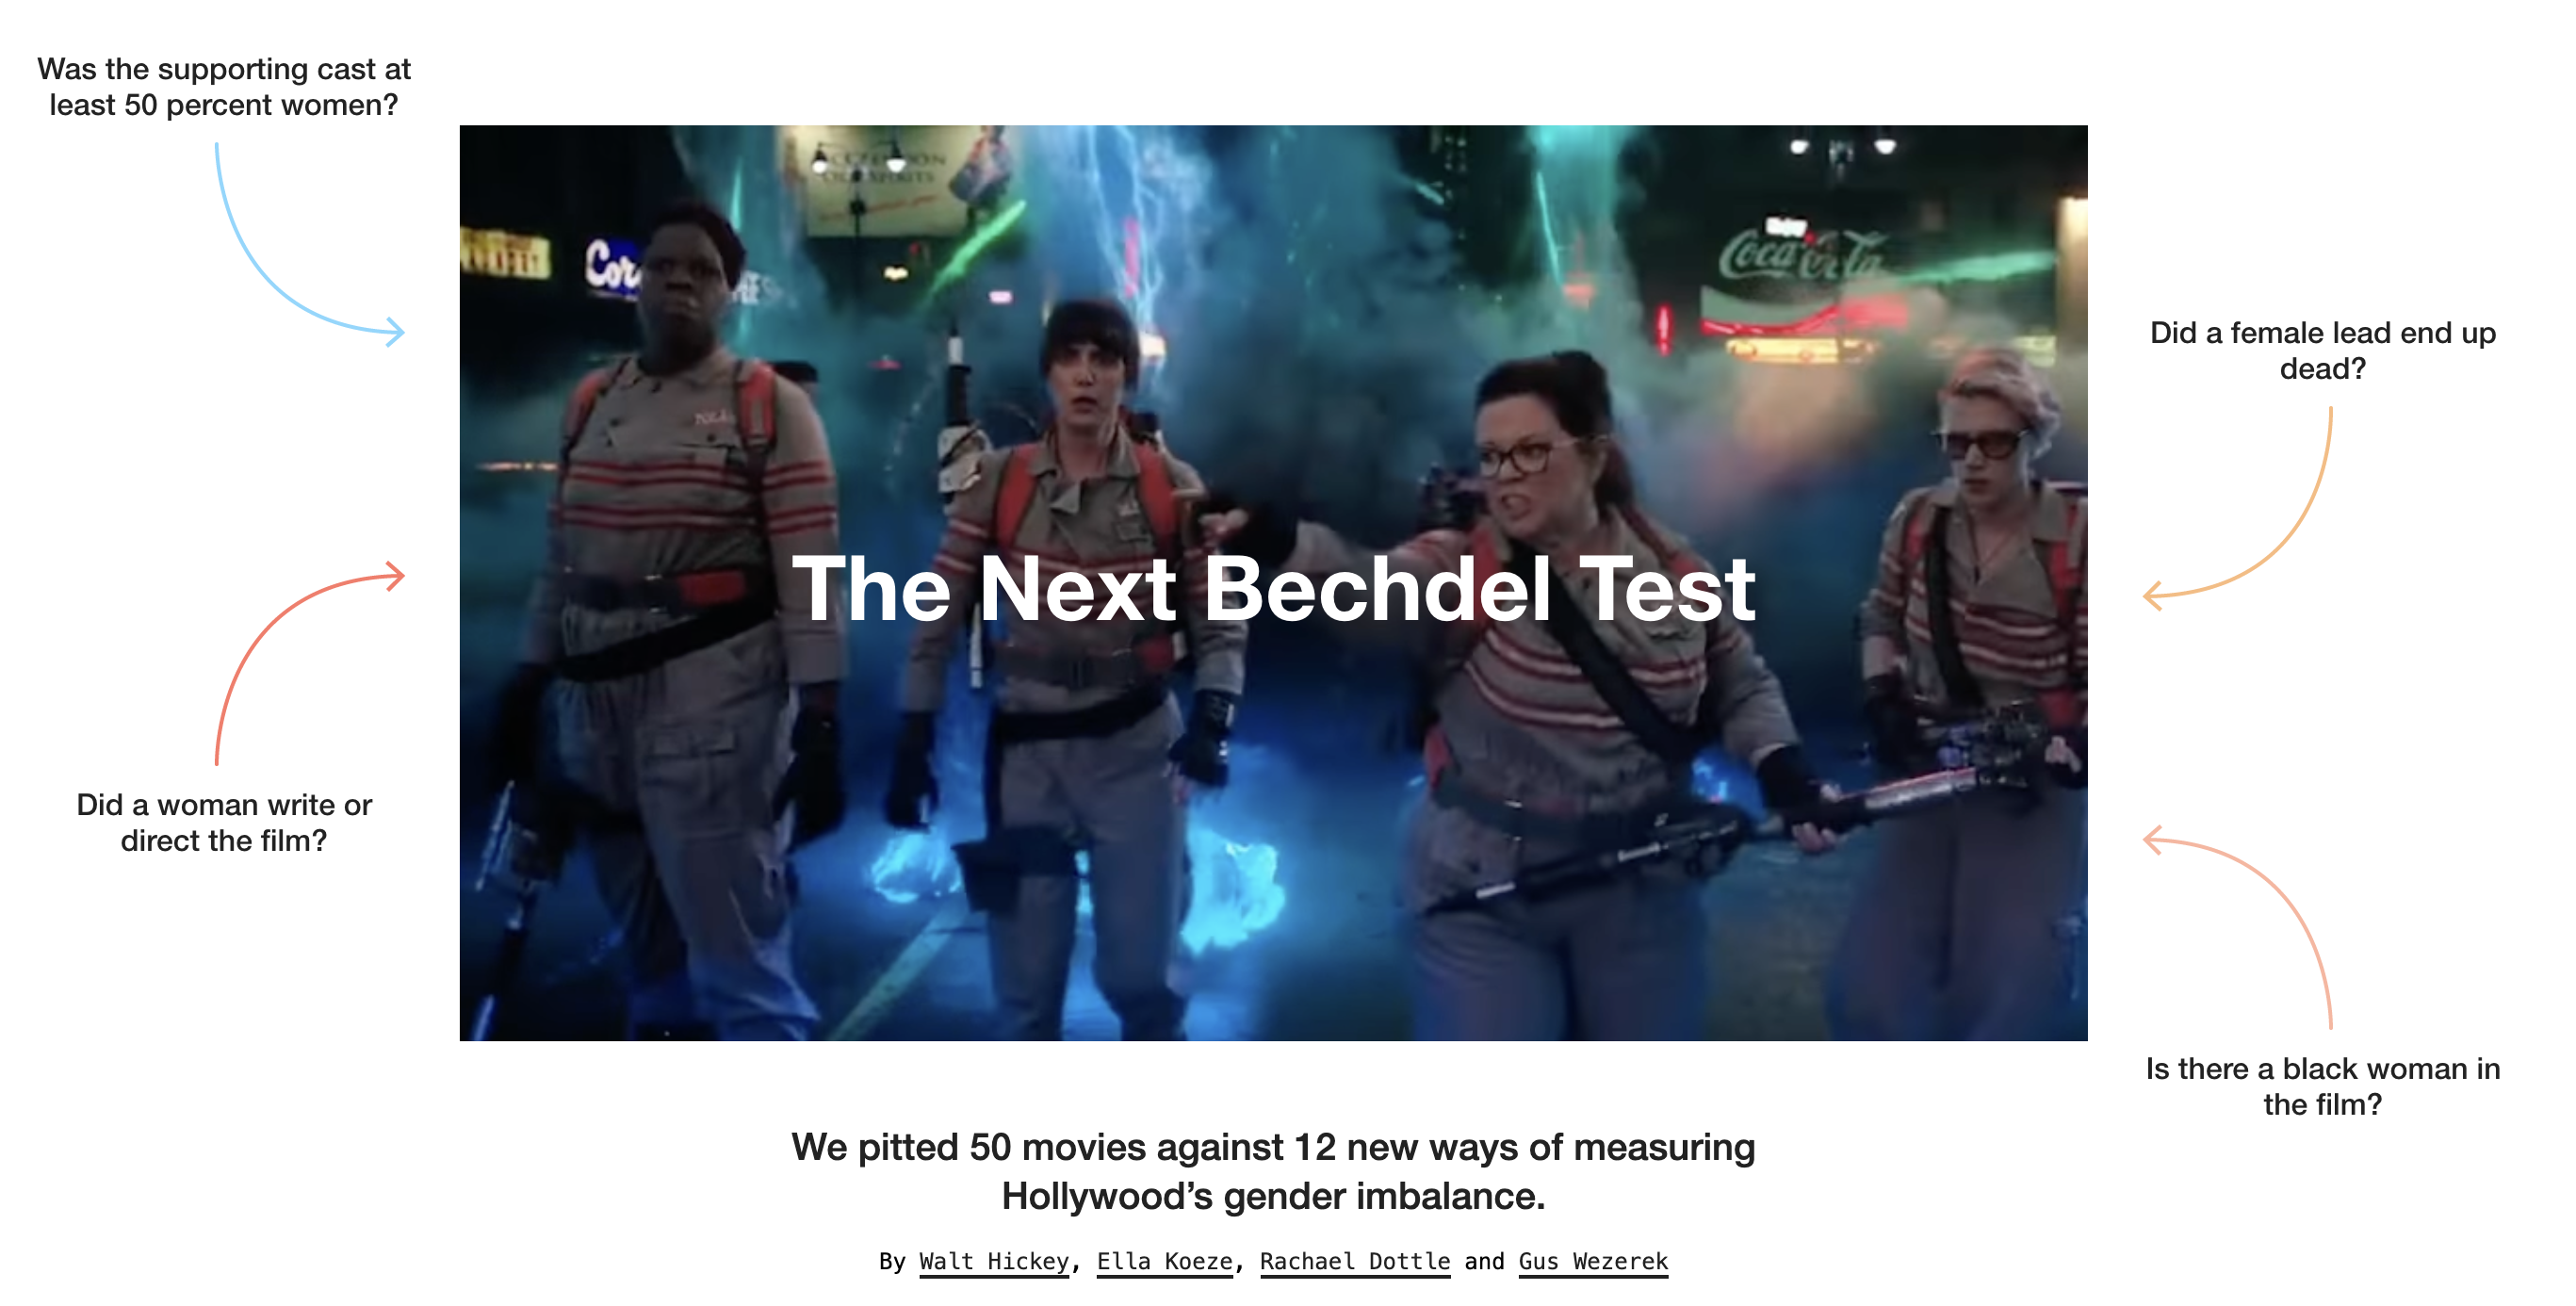 Was the supporting cast at
least 50 percent women?
Did a female lead end up
dead?
Coca-Cola
The Next Bechdel Test
Did a woman write or
direct the film?
Is there a black woman in
the film?
We pitted 50 movies against 12 new ways of measuring
Hollywood’s gender imbalance.
By Walt Hickey, Ella Koeze, Rachael Dottle and Gus Wezerek